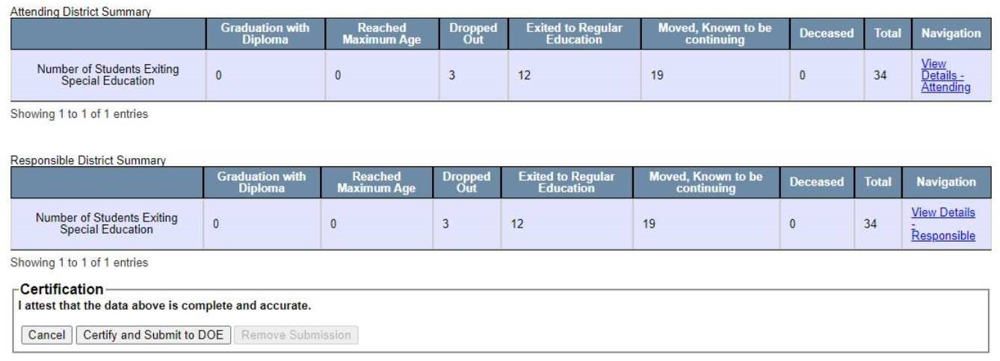 Attending District Summary
Graduation with Diploma Reached Maximum Age Dropped Out Exited to Regular Education Moved, Known to be continuing Deceased Total Navigation
Number of Students Exiting Special Education 0 0 3 12 19 0 34 View Details - Attending
Showing 1 to 1 of 1 entries
Responsible District Summary
Graduation with Diploma Reached Maximum Age Dropped Out Exited to Regular Education Moved, Known to be continuing Deceased Total Navigation
Number of Students Exiting Special Education 0 0 3 12 19 0 34 View Details - Responsible
Showing 1 to 1 of 1 entries
Certification
I attest that the data above is complete and accurate.
Cancel Certify and Submit to DOE Remove Submission